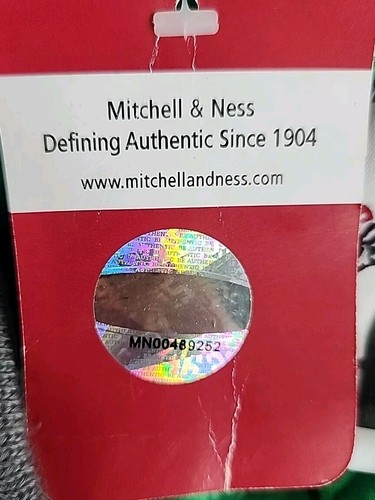 Mitchell & Ness
Defining Authentic Since 1904
www.mitchellandness.com
MN00489252